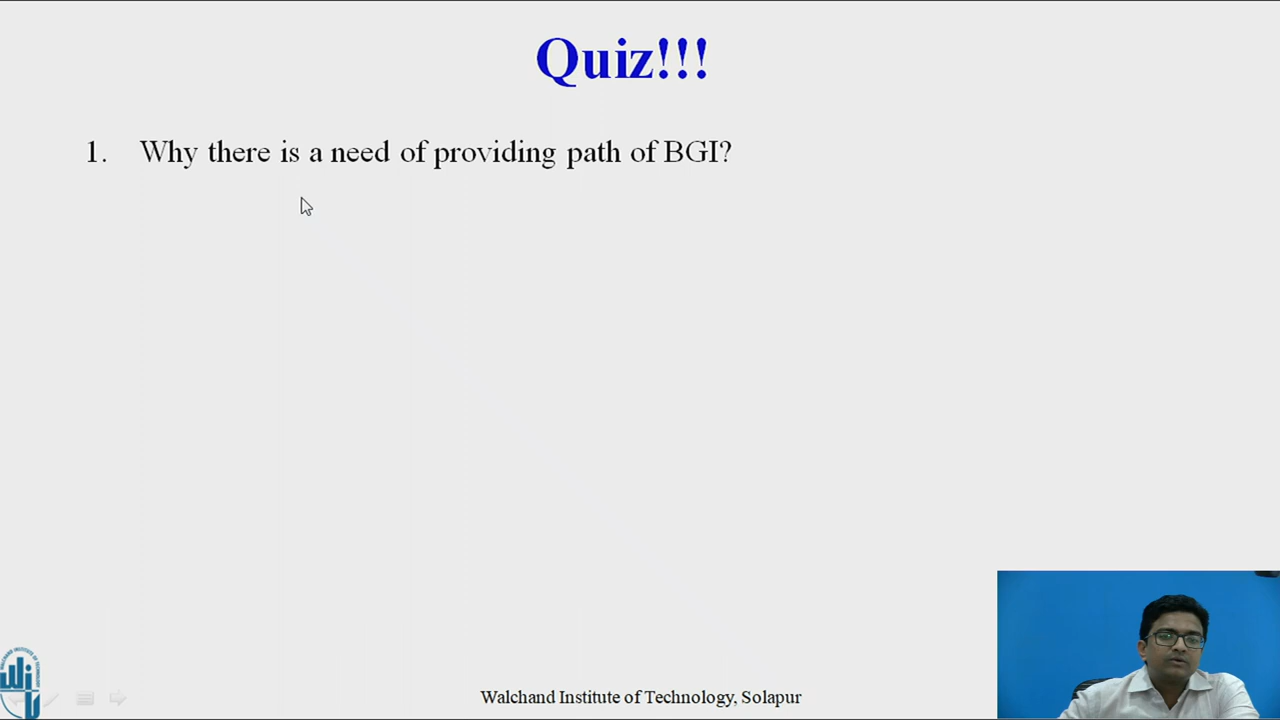 Quiz!!!
1. Why there is a need of providing path of BGI?
Walchand Institute of Technology, Solapur